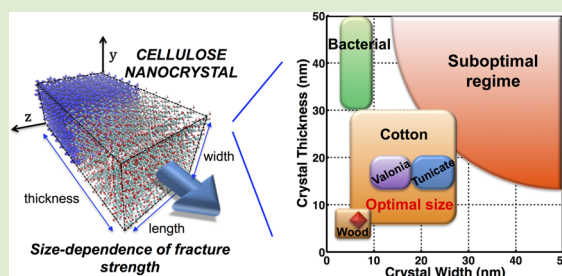 CELLULOSE
NANOCRYSTAL
y
z
width
thickness
length
Size-dependence of fracture
strength
Crystal Thickness (nm)
50
40
30
20
10
0
Bacterial
Suboptimal
regime
Cotton
Valonia
Tunicate
Optimal size
Wood
0 10 20 30 40 50
Crystal Width (nm)